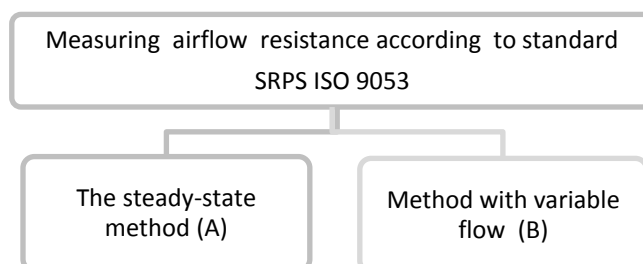 Measuring airflow resistance according to standard
SRPS ISO 9053
The steady-state
method (A)
Method with variable
flow (B)